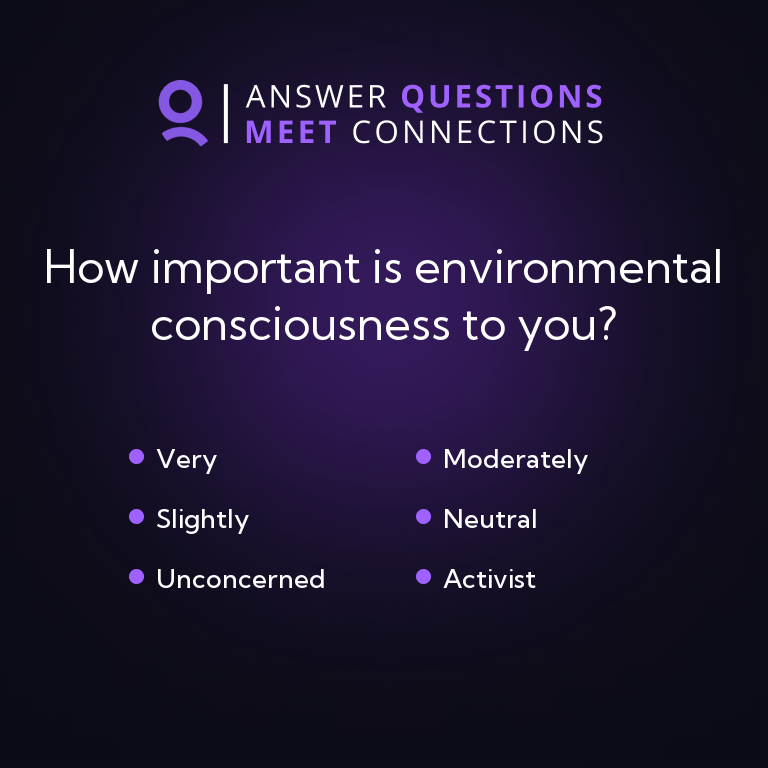 ANSWER QUESTIONS
MEET CONNECTIONS
How important is environmental
consciousness to you?
Very
Moderately
Slightly
Neutral
Unconcerned
Activist